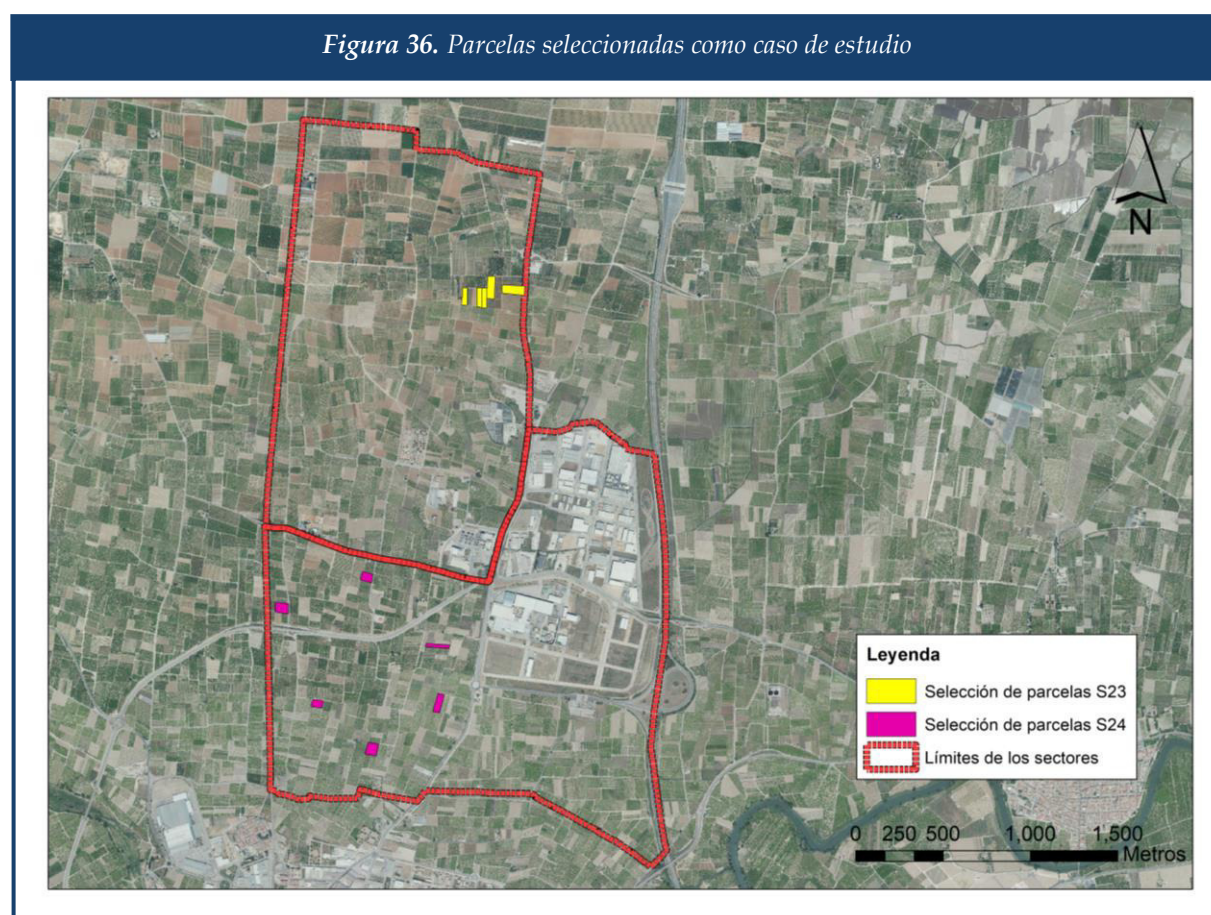 Figura 36. Parcelas seleccionadas como caso de estudio
N
Leyenda
Selección de parcelas S23
Selección de parcelas S24
Límites de los sectores
0 250 500 1,000 1,500
Metros